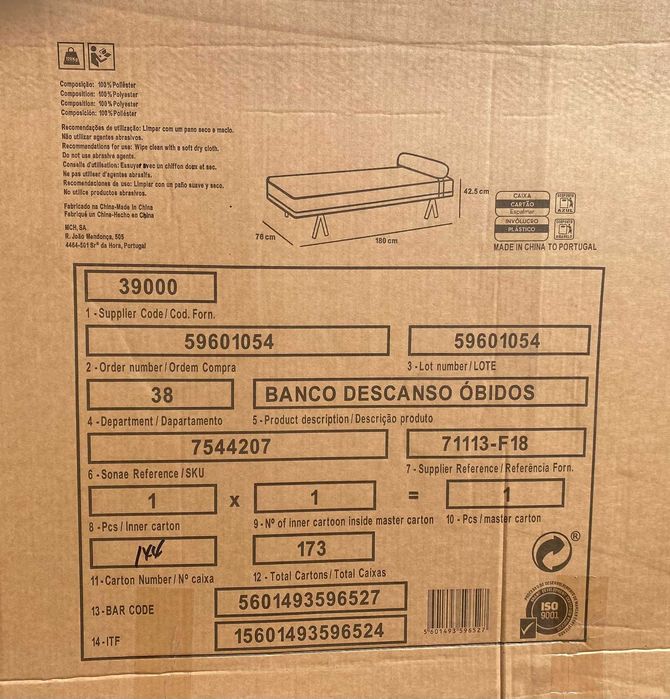 Composição: 100% Poliéster
Composition: 100% Polyester
Composition: 100% Polyester
Composición: 100% Poliéster
Recomendações de utilização: Limpar com um pano seco e macio.
Não utilizar agentes abrasivos.
Recommendations for use: Wipe clean with a soft dry cloth.
Do not use abrasive agents.
Conseils d'utilisation: Essuyer avec un chiffon doux et sec.
Ne pas utiliser d'agentes abrasifs.
Recomendaciones de uso: Limpiar con un paño suave y seco.
No utilice productos abrasivos.
Fabricado na China-Made in China
Fabriqué un China-Hecho en China
MCH, SA
R. João Mendonça, 505
4464-501 Srª da Hora, Portugal
42.5 cm
78 cm
180 cm
CAIXA
CARTÃO
Espalmar
AZUL
INVÓLUCRO
PLÁSTICO
AMARELO
MADE IN CHINA TO PORTUGAL
39000
1 - Supplier Code / Cod. Forn.
59601054
59601054
2 - Order number / Ordem Compra
3 - Lot number / LOTE
38
BANCO DESCANSO ÓBIDOS
4 - Department / Dapartamento
5 - Product description / Descrição produto
7544207
71113-F18
6 - Sonae Reference / SKU
7 - Supplier Reference / Referência Forn.
1 x 1 = 1
8 - Pcs / Inner carton
9 - Nº of inner cartoon inside master carton
10 - Pcs / master carton
173
11 - Carton Number / Nº caixa
12 - Total Cartons / Total Caixas
®
13 - BAR CODE
5601493596527
14 - ITF
15601493596524
5 601493 596527
ISO
9001